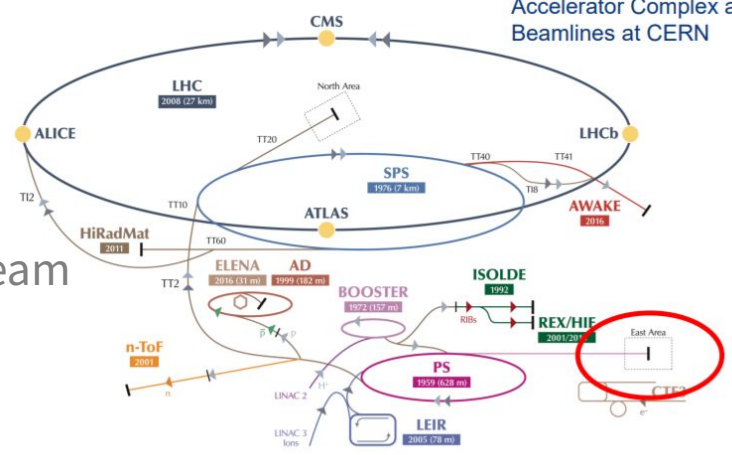 Accelerator Complex a
Beamlines at CERN
CMS
LHC
2008 (27 km)
North Area
ALICE
LHCb
TT20
TT40
TT41
SPS
1976 (7 km)
TI8
TI2
TT10
AWAKE
2016
ATLAS
HiRadMat
2011
TT60
eam
ELENA
2016 (31 m)
AD
1999 (182 m)
TT2
ISOLDE
1992
BOOSTER
1972 (157 m)
RIBs
REX/HIE
East Area
p̄
p
n-ToF
2001
n
PS
1959 (628 m)
LINAC 2
H⁻
CTF3
e⁻
LINAC 3
Ions
LEIR
2005 (78 m)